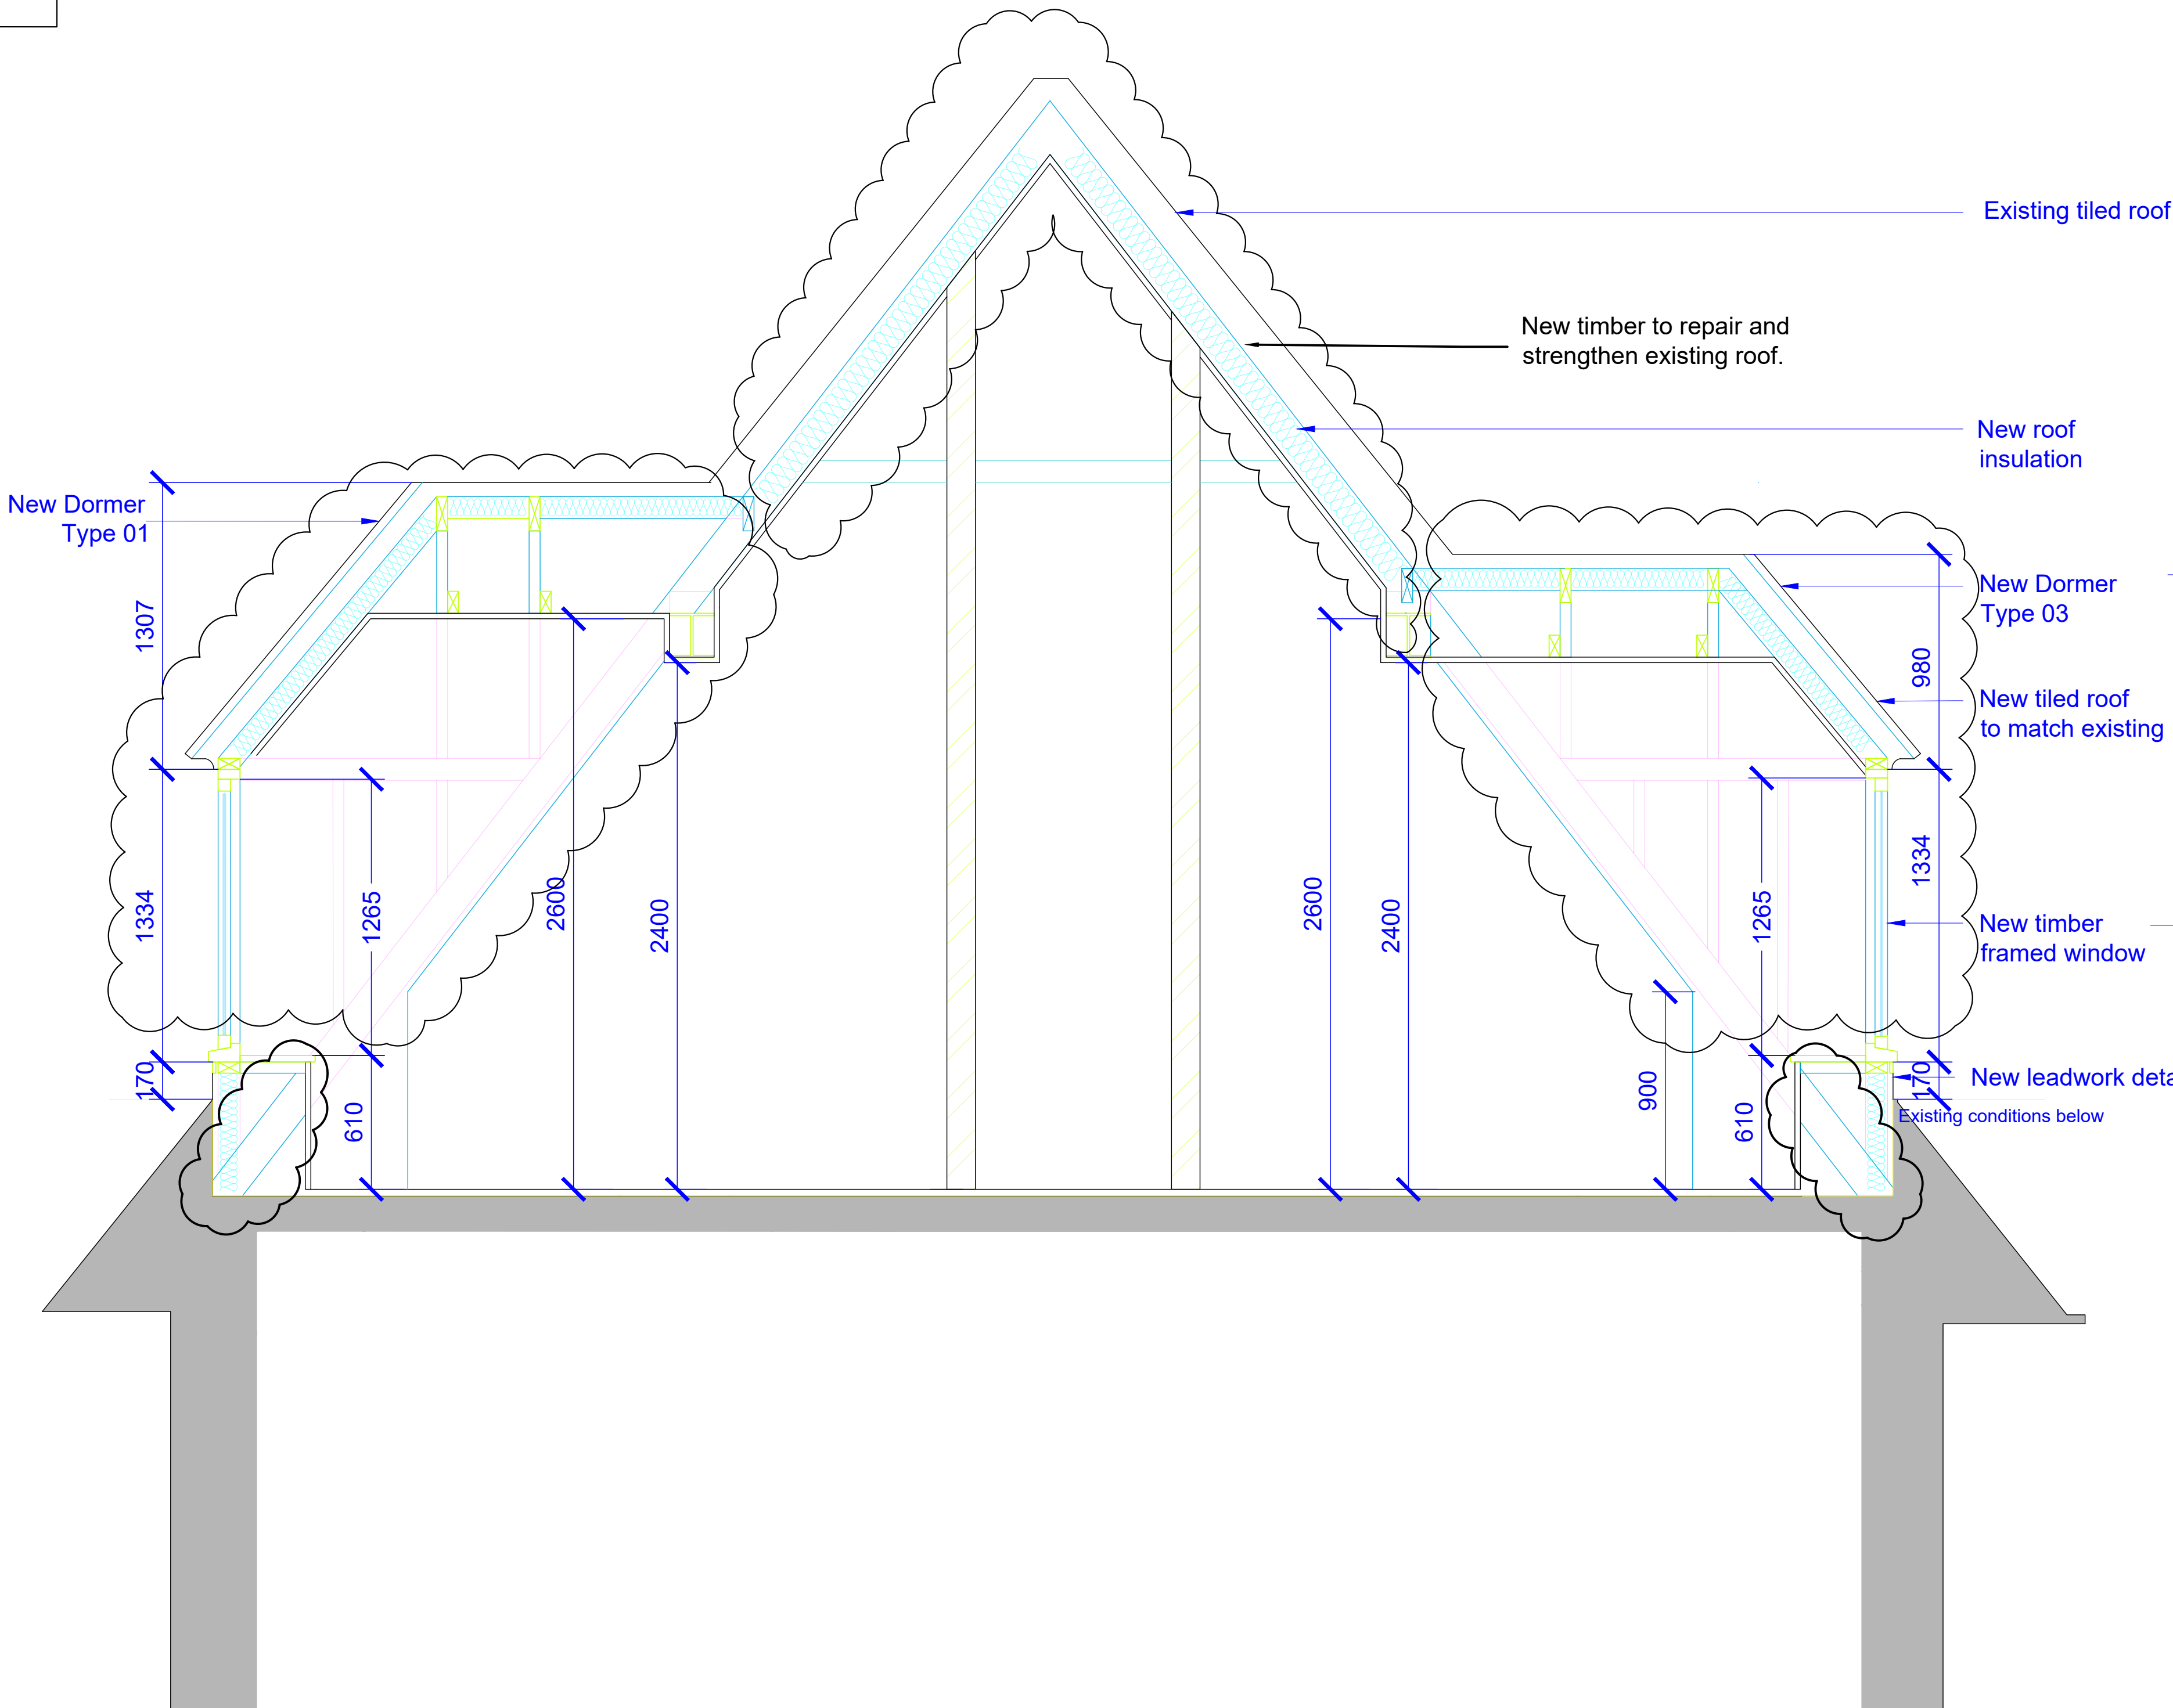 Existing tiled roof
New timber to repair and
strengthen existing roof.
New roof
insulation
New Dormer
Type 01
New Dormer
Type 03
New tiled roof
to match existing
New timber
framed window
New leadwork deta
Existing conditions below
1307
1334
170
1265
610
2600
2400
2600
2400
900
1265
610
980
1334
170